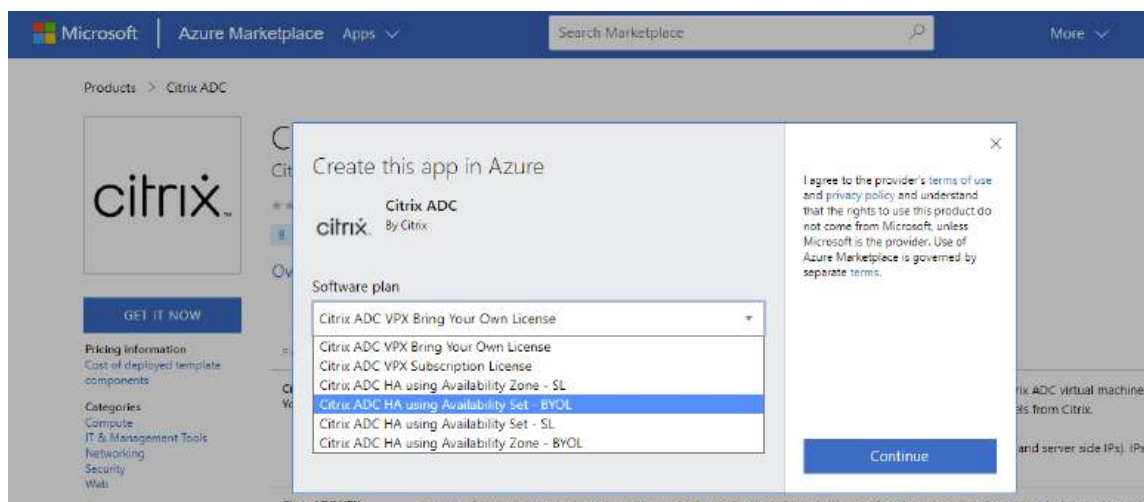 Microsoft
Azure Marketplace
Apps
Search Marketplace
More
Products > Citrix ADC
citrix
GET IT NOW
Pricing information
Cost of deployed template
components
Categories
Compute
IT & Management Tools
Networking
Security
Web
C
Cit
Ov
Create this app in Azure
citrix
Citrix ADC
By Citrix
Software plan
Citrix ADC VPX Bring Your Own License
Citrix ADC VPX Bring Your Own License
Citrix ADC VPX Subscription License
Citrix ADC HA using Availability Zone - SL
Citrix ADC HA using Availability Set - BYOL
Citrix ADC HA using Availability Set - SL
Citrix ADC HA using Availability Zone - BYOL
I agree to the provider's terms of use
and privacy policy and understand
that the rights to use this product do
not come from Microsoft, unless
Microsoft is the provider. Use of
Azure Marketplace is governed by
separate terms.
Continue
rix ADC virtual machine
els from Citrix.
and server side IPs). IPs